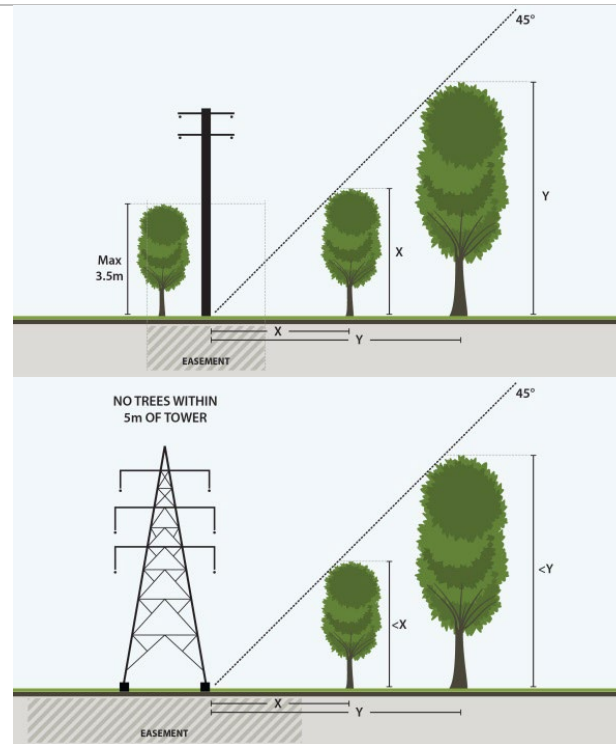 45°
Max
3.5m
X
Y
X
Y
EASEMENT
NO TREES WITHIN
5m OF TOWER
45°
<X
<Y
X
Y
EASEMENT